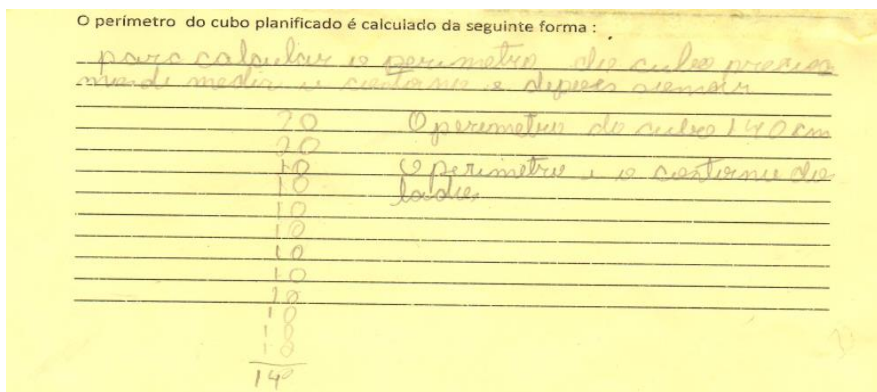 O perímetro do cubo planificado é calculado da seguinte forma :
para calcular o perimetro do cubo precisa
mede medir o contorno e depois somar
20 O perimetro do cubo 140 cm
20
10 O perimetro e o contorno do
10 lados
10
10
10
10
10
10
10
10
140